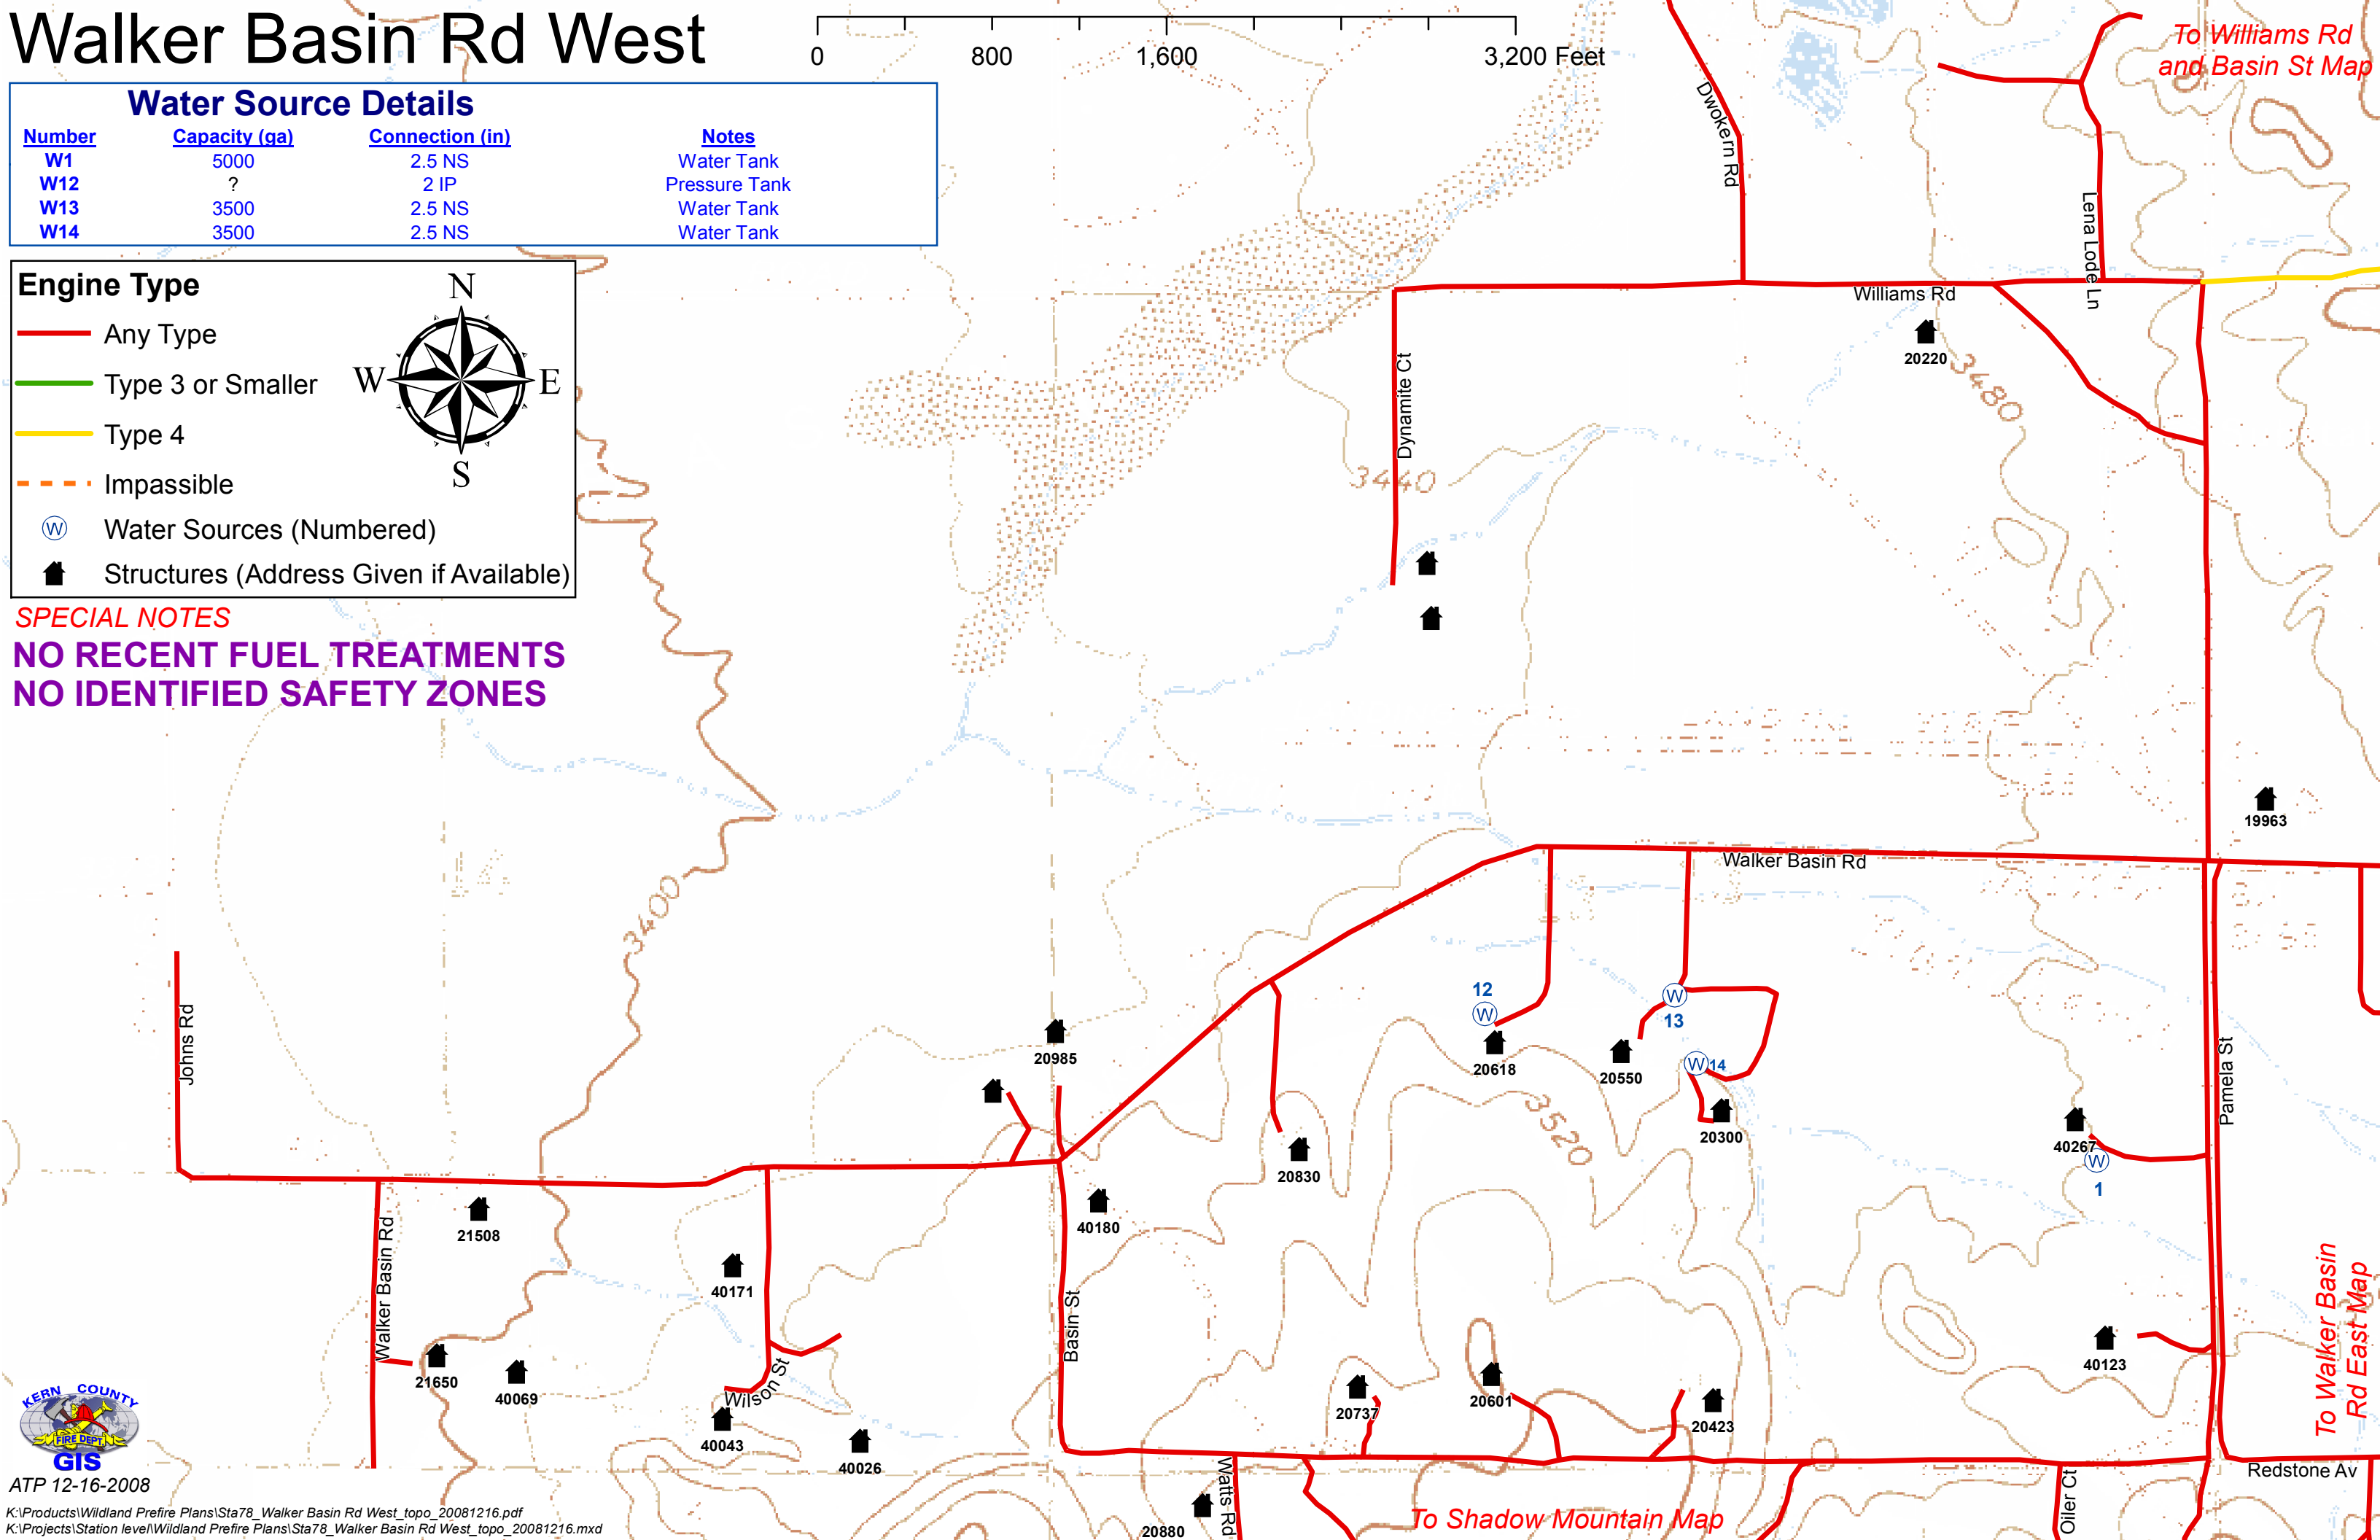 Walker Basin Rd West
0 800 1,600 3,200 Feet
To Williams Rd
and Basin St Map
Water Source Details
Number Capacity (ga) Connection (in) Notes
W1 5000 2.5 NS Water Tank
W12 ? 2 IP Pressure Tank
W13 3500 2.5 NS Water Tank
W14 3500 2.5 NS Water Tank
Engine Type
Any Type
Type 3 or Smaller
Type 4
Impassible
W Water Sources (Numbered)
Structures (Address Given if Available)
N
W E
S
SPECIAL NOTES
NO RECENT FUEL TREATMENTS
NO IDENTIFIED SAFETY ZONES
Dwokern Rd
Lena Lode Ln
Williams Rd
20220
3480
Dynamite Ct
3440
19963
Walker Basin Rd
14
3400
Johns Rd
20985
12
W
20618
W
13
20550
W 14
20300
3520
20830
Pamela St
40267
W
1
40180
21508
Walker Basin Rd
40171
Basin St
21650
40069
Wilson St
40043
40026
20737
20601
20423
40123
To Walker Basin
Rd East Map
Redstone Av
Oiler Ct
Watts Rd
20880
To Shadow Mountain Map
KERN COUNTY
FIRE DEPT
GIS
ATP 12-16-2008
K:\Products\Wildland Prefire Plans\Sta78_Walker Basin Rd West_topo_20081216.pdf
K:\Projects\Station level\Wildland Prefire Plans\Sta78_Walker Basin Rd West_topo_20081216.mxd